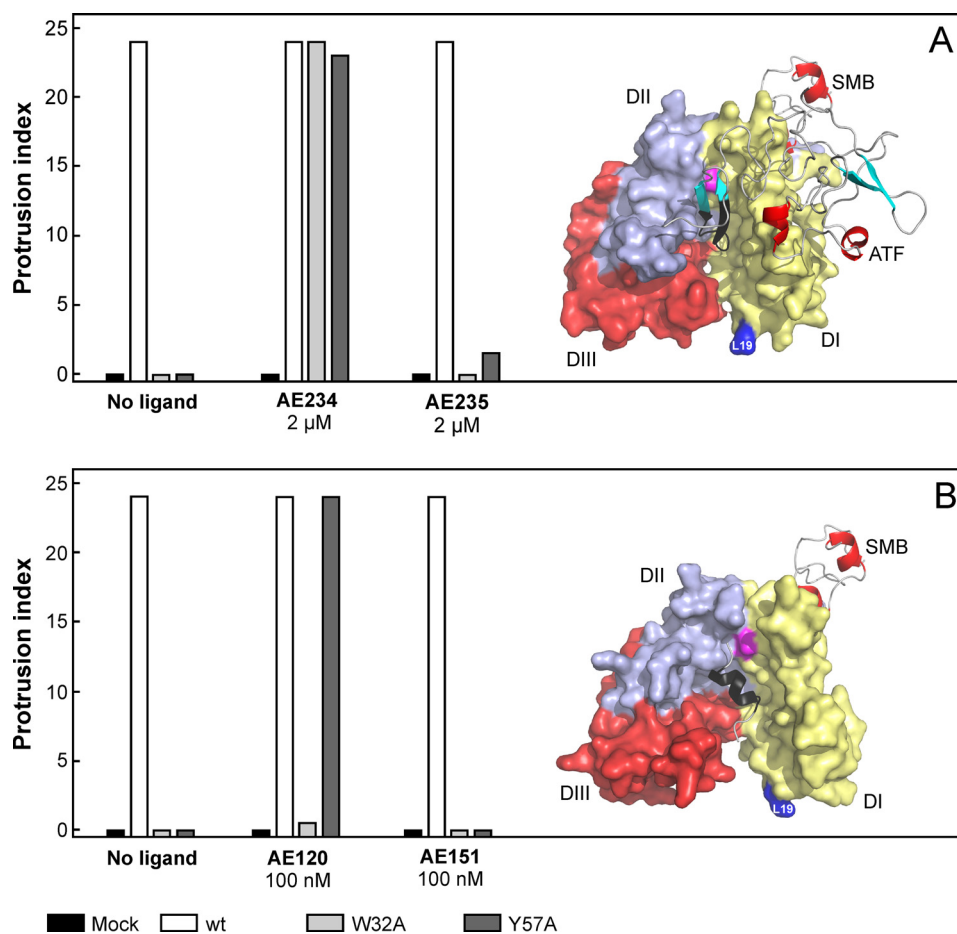 A
25
20
15
10
5
0
Protrusion index
No ligand
AE234
2 µM
AE235
2 µM
SMB
DII
ATF
DI
L19
DIII
B
25
20
15
10
5
0
Protrusion index
No ligand
AE120
100 nM
AE151
100 nM
SMB
DII
DIII
L19
DI
Mock wt W32A Y57A